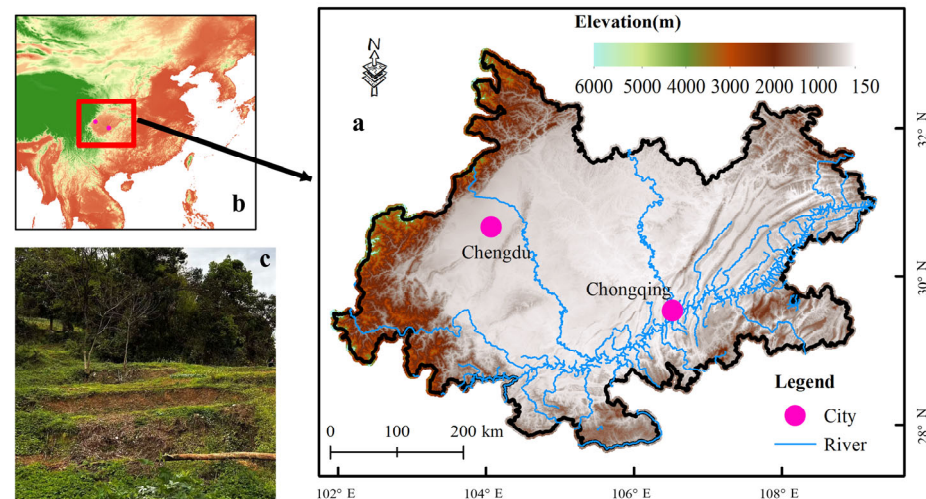 b
c
Elevation(m)
6000 5000 4000 3000 2000 1000 150
N
a
Chengdu
Chongqing
Legend
City
River
0 100 200 km
32° N
30° N
28° N
102° E 104° E 106° E 108° E